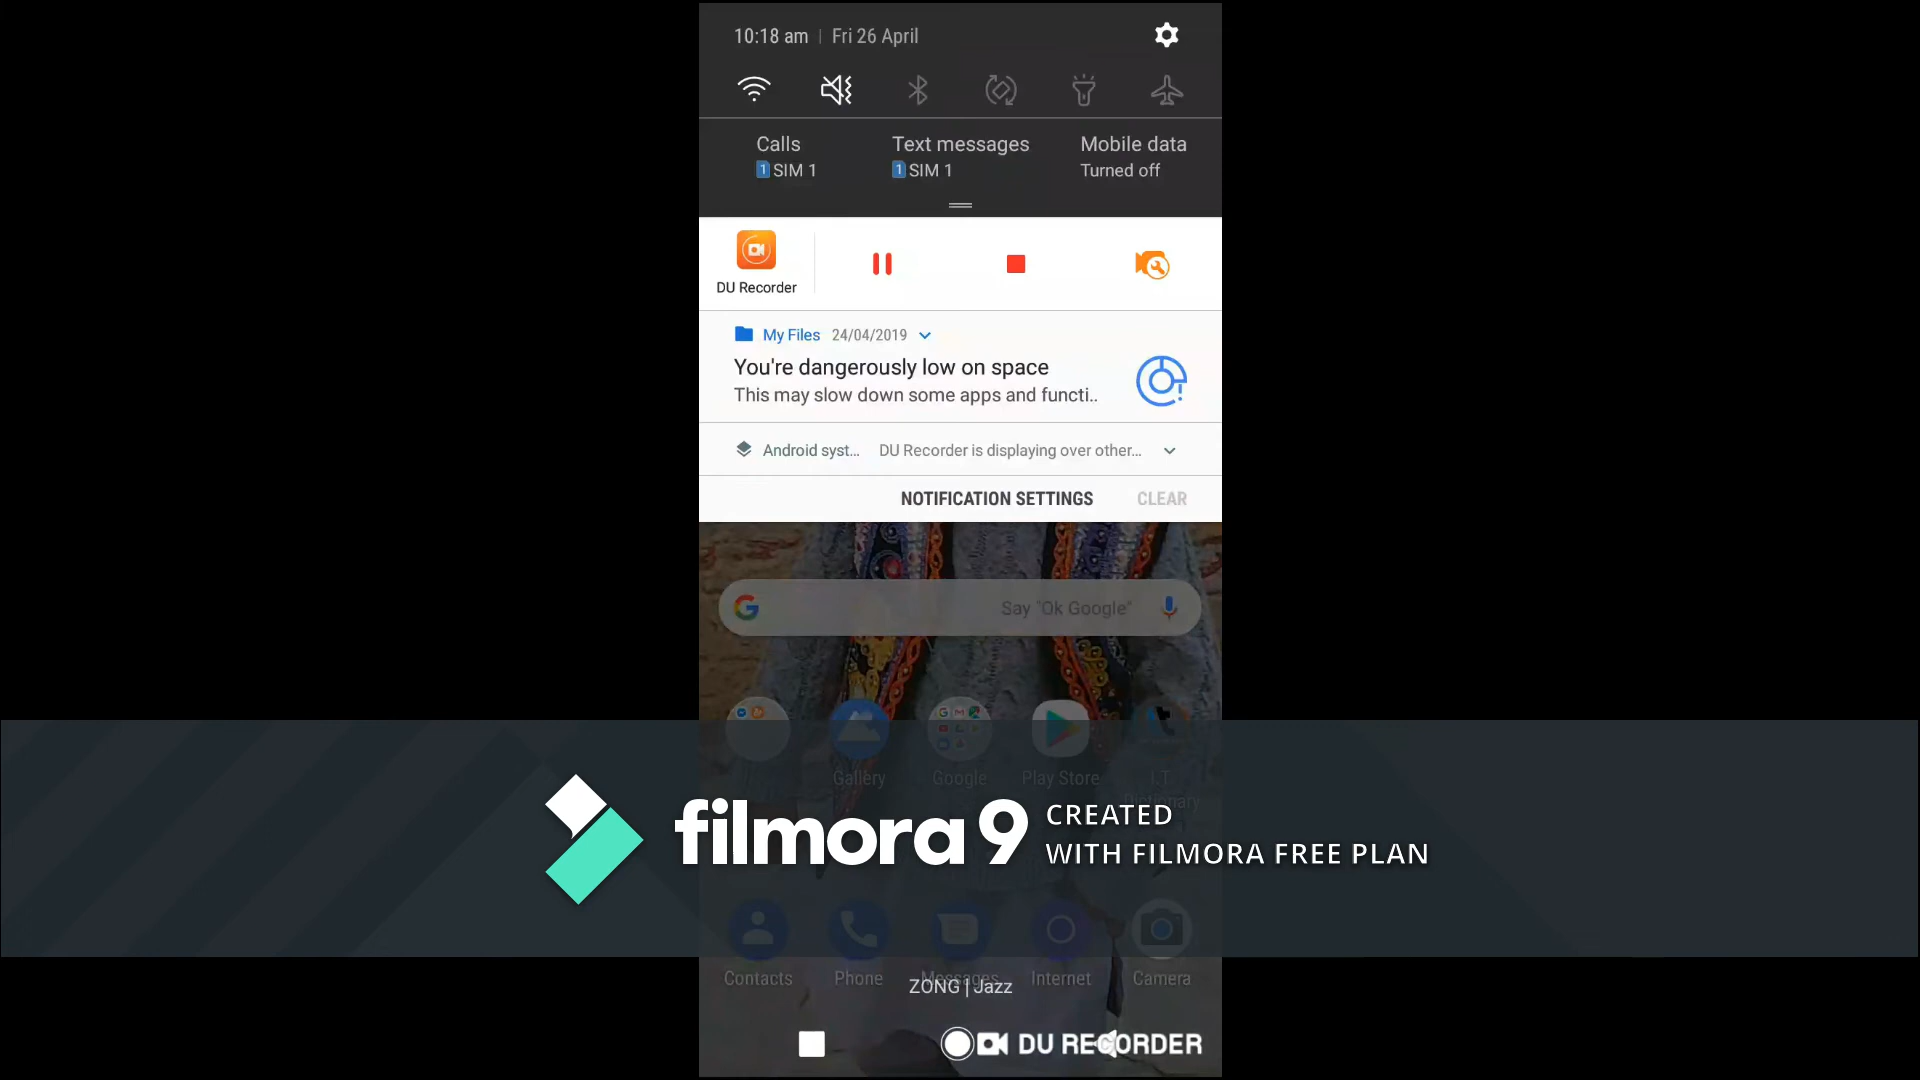 10:18 am | Fri 26 April
Calls
1 SIM 1
Text messages
1 SIM 1
Mobile data
Turned off
DU Recorder
My Files 24/04/2019
You're dangerously low on space
This may slow down some apps and functi..
Android syst... DU Recorder is displaying over other...
NOTIFICATION SETTINGS CLEAR
Say "Ok Google"
Gallery Google Play Store I.T
Dictionary
filmora 9 CREATED
WITH FILMORA FREE PLAN
Contacts Phone Messages Internet Camera
ZONG | Jazz
DU RECORDER